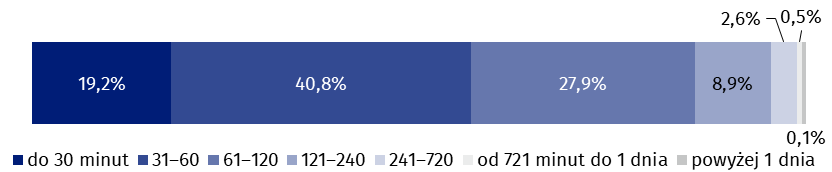 2,6% 0,5%
19,2% 40,8% 27,9% 8,9%
0,1%
do 30 minut 31–60 61–120 121–240 241–720 od 721 minut do 1 dnia powyżej 1 dnia